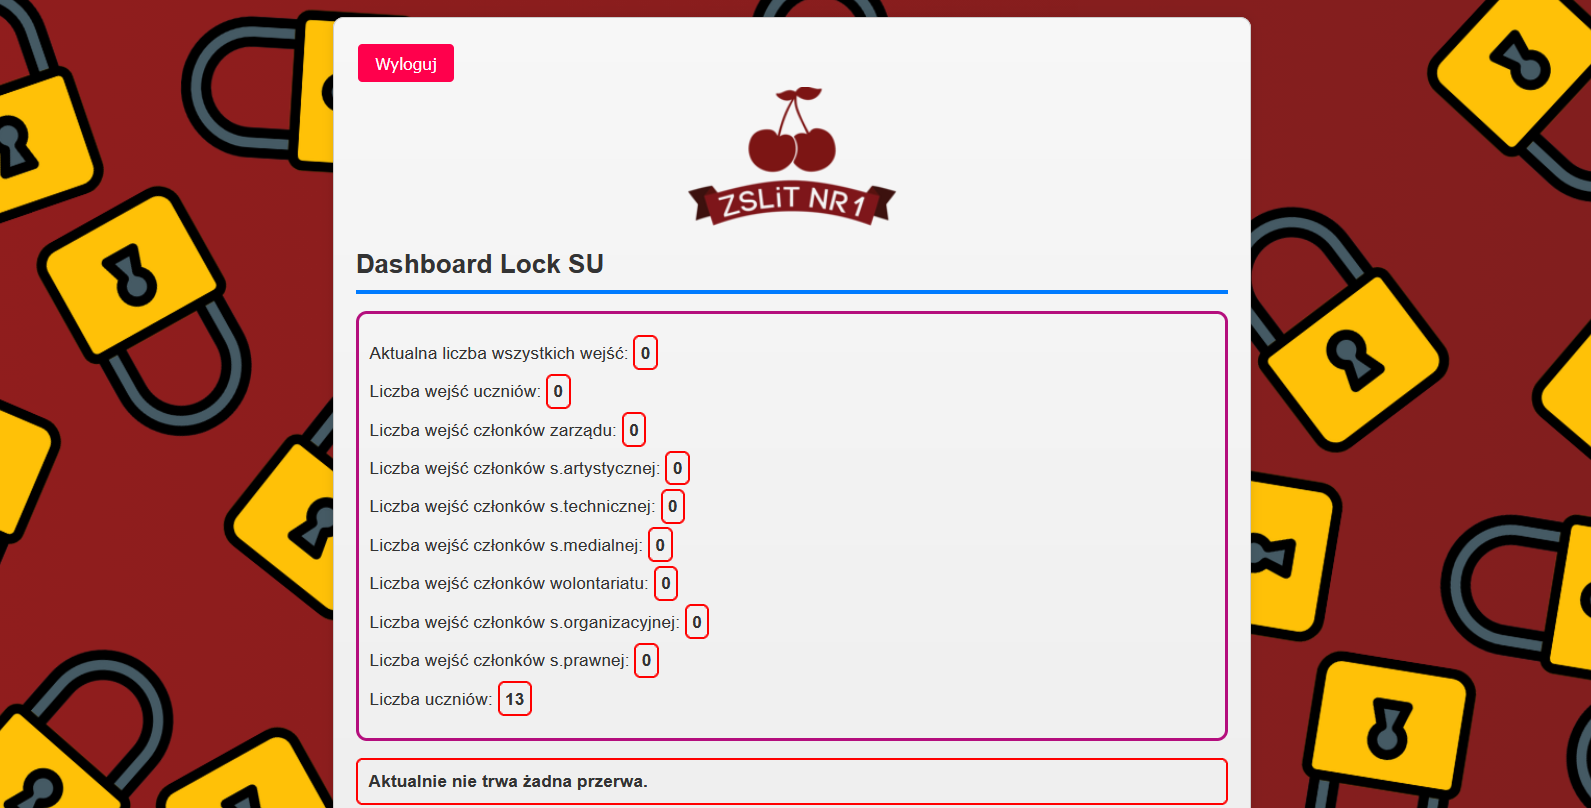 Wyloguj
ZSLiT NR 1
Dashboard Lock SU
Aktualna liczba wszystkich wejść: 0
Liczba wejść uczniów: 0
Liczba wejść członków zarządu: 0
Liczba wejść członków s.artystycznej: 0
Liczba wejść członków s.technicznej: 0
Liczba wejść członków s.medialnej: 0
Liczba wejść członków wolontariatu: 0
Liczba wejść członków s.organizacyjnej: 0
Liczba wejść członków s.prawnej: 0
Liczba uczniów: 13
Aktualnie nie trwa żadna przerwa.